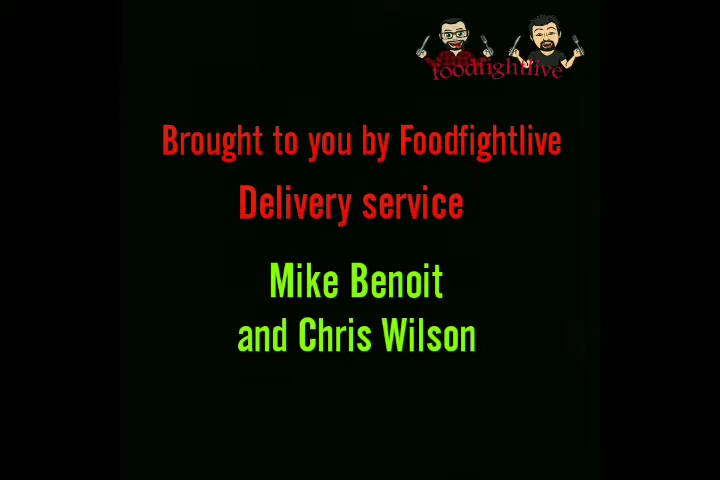 foodfightlive
Brought to you by Foodfightlive
Delivery service
Mike Benoit
and Chris Wilson